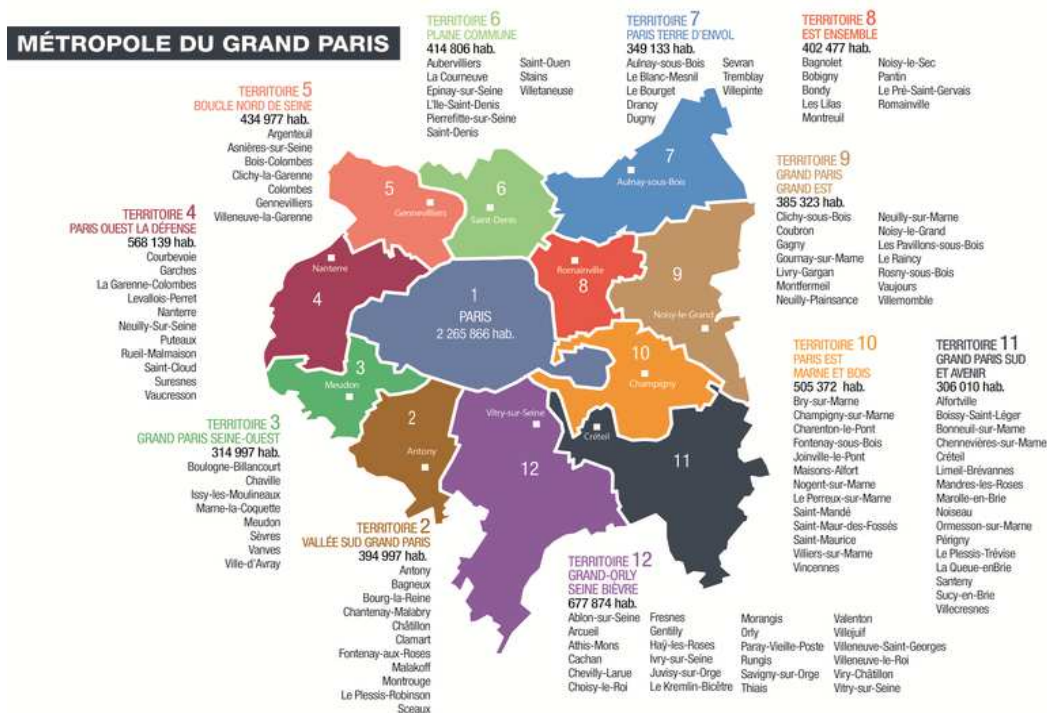 MÉTROPOLE DU GRAND PARIS
TERRITOIRE 6
PLAINE COMMUNE
414 806 hab.
Aubervilliers
La Courneuve
Epinay-sur-Seine
L'Ile-Saint-Denis
Pierrefitte-sur-Seine
Saint-Denis
Saint-Ouen
Stains
Villetaneuse
TERRITOIRE 7
PARIS TERRE D'ENVOL
349 133 hab.
Aulnay-sous-Bois
Le Blanc-Mesnil
Le Bourget
Drancy
Dugny
Sevran
Tremblay
Villepinte
TERRITOIRE 8
EST ENSEMBLE
402 477 hab.
Bagnolet
Bobigny
Bondy
Les Lilas
Montreuil
Noisy-le-Sec
Pantin
Le Pré-Saint-Gervais
Romainville
TERRITOIRE 5
BOUCLE NORD DE SEINE
434 977 hab.
Argenteuil
Asnières-sur-Seine
Bois-Colombes
Clichy-la-Garenne
Colombes
Gennevilliers
Villeneuve-la-Garenne
TERRITOIRE 9
GRAND PARIS
GRAND EST
385 323 hab.
Clichy-sous-Bois
Coubron
Gagny
Gournay-sur-Marne
Livry-Gargan
Montfermeil
Neuilly-Plaisance
Neuilly-sur-Marne
Noisy-le-Grand
Les Pavillons-sous-Bois
Le Raincy
Rosny-sous-Bois
Vaujours
Villemomble
TERRITOIRE 4
PARIS OUEST LA DÉFENSE
568 139 hab.
Courbevoie
Garches
La Garenne-Colombes
Levallois-Perret
Nanterre
Neuilly-Sur-Seine
Puteaux
Rueil-Malmaison
Saint-Cloud
Suresnes
Vaucresson
5
Gennevilliers
6
Saint-Denis
7
Aulnay-sous-Bois
Nanterre
4
1
PARIS
2 265 866 hab.
Romainville
8
9
Noisy-le-Grand
3
Meudon
10
Champigny
2
Antony
Vitry-sur-Seine
12
Créteil
11
TERRITOIRE 10
PARIS EST
MARNE ET BOIS
505 372 hab.
Bry-sur-Marne
Champigny-sur-Marne
Charenton-le-Pont
Fontenay-sous-Bois
Joinville-le-Pont
Maisons-Alfort
Nogent-sur-Marne
Le Perreux-sur-Marne
Saint-Mandé
Saint-Maur-des-Fossés
Saint-Maurice
Villiers-sur-Marne
Vincennes
TERRITOIRE 11
GRAND PARIS SUD
ET AVENIR
306 010 hab.
Alfortville
Boissy-Saint-Léger
Bonneuil-sur-Marne
Chennevières-sur-Marne
Créteil
Limeil-Brévannes
Mandres-les-Roses
Marolle-en-Brie
Noiseau
Ormesson-sur-Marne
Périgny
Le Plessis-Trévise
La Queue-enBrie
Santeny
Sucy-en-Brie
Villecresnes
TERRITOIRE 3
GRAND PARIS SEINE-OUEST
314 997 hab.
Boulogne-Billancourt
Chaville
Issy-les-Moulineaux
Marne-la-Coquette
Meudon
Sèvres
Vanves
Ville-d'Avray
TERRITOIRE 2
VALLÉE SUD GRAND PARIS
394 997 hab.
Antony
Bagneux
Bourg-la-Reine
Chantenay-Malabry
Châtillon
Clamart
Fontenay-aux-Roses
Malakoff
Montrouge
Le Plessis-Robinson
Sceaux
TERRITOIRE 12
GRAND-ORLY
SEINE BIÈVRE
677 874 hab.
Ablon-sur-Seine
Arcueil
Athis-Mons
Cachan
Chevilly-Larue
Choisy-le-Roi
Fresnes
Gentilly
Haÿ-les-Roses
Ivry-sur-Seine
Juvisy-sur-Orge
Le Kremlin-Bicêtre
Morangis
Orly
Paray-Vieille-Poste
Rungis
Savigny-sur-Orge
Thiais
Valenton
Villejuif
Villeneuve-Saint-Georges
Villeneuve-le-Roi
Viry-Châtillon
Vitry-sur-Seine